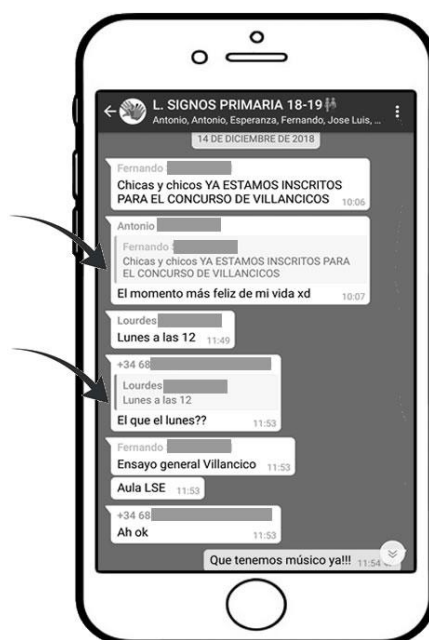 L. SIGNOS PRIMARIA 18-19
Antonio, Antonio, Esperanza, Fernando, Jose Luis, ...
14 DE DICIEMBRE DE 2018
Fernando
Chicas y chicos YA ESTAMOS INSCRITOS
PARA EL CONCURSO DE VILLANCICOS 10:06
Antonio
Fernando
Chicas y chicos YA ESTAMOS INSCRITOS PARA
EL CONCURSO DE VILLANCICOS
El momento más feliz de mi vida xd 10:07
Lourdes
Lunes a las 12 11:49
+34 68
Lourdes
Lunes a las 12
El que el lunes?? 11:53
Fernando
Ensayo general Villancico 11:53
Aula LSE 11:53
+34 68
Ah ok 11:53
Que tenemos músico ya!!! 11:54